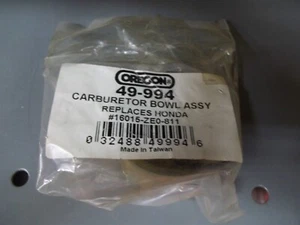 OREGON®
49-994
CARBURETOR BOWL ASSY
REPLACES HONDA
#16015-ZE0-811
0 32488 49994 6
Made in Taiwan